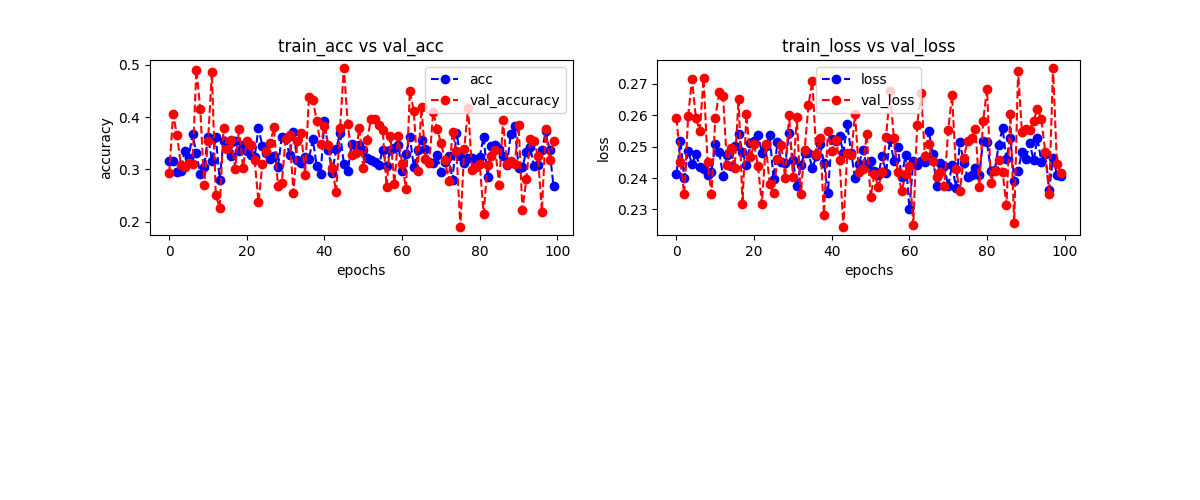 train_acc vs val_acc
accuracy
0.5
0.4
0.3
0.2
acc
val_accuracy
0 20 40 60 80 100
epochs
train_loss vs val_loss
loss
0.27
0.26
0.25
0.24
0.23
loss
val_loss
0 20 40 60 80 100
epochs